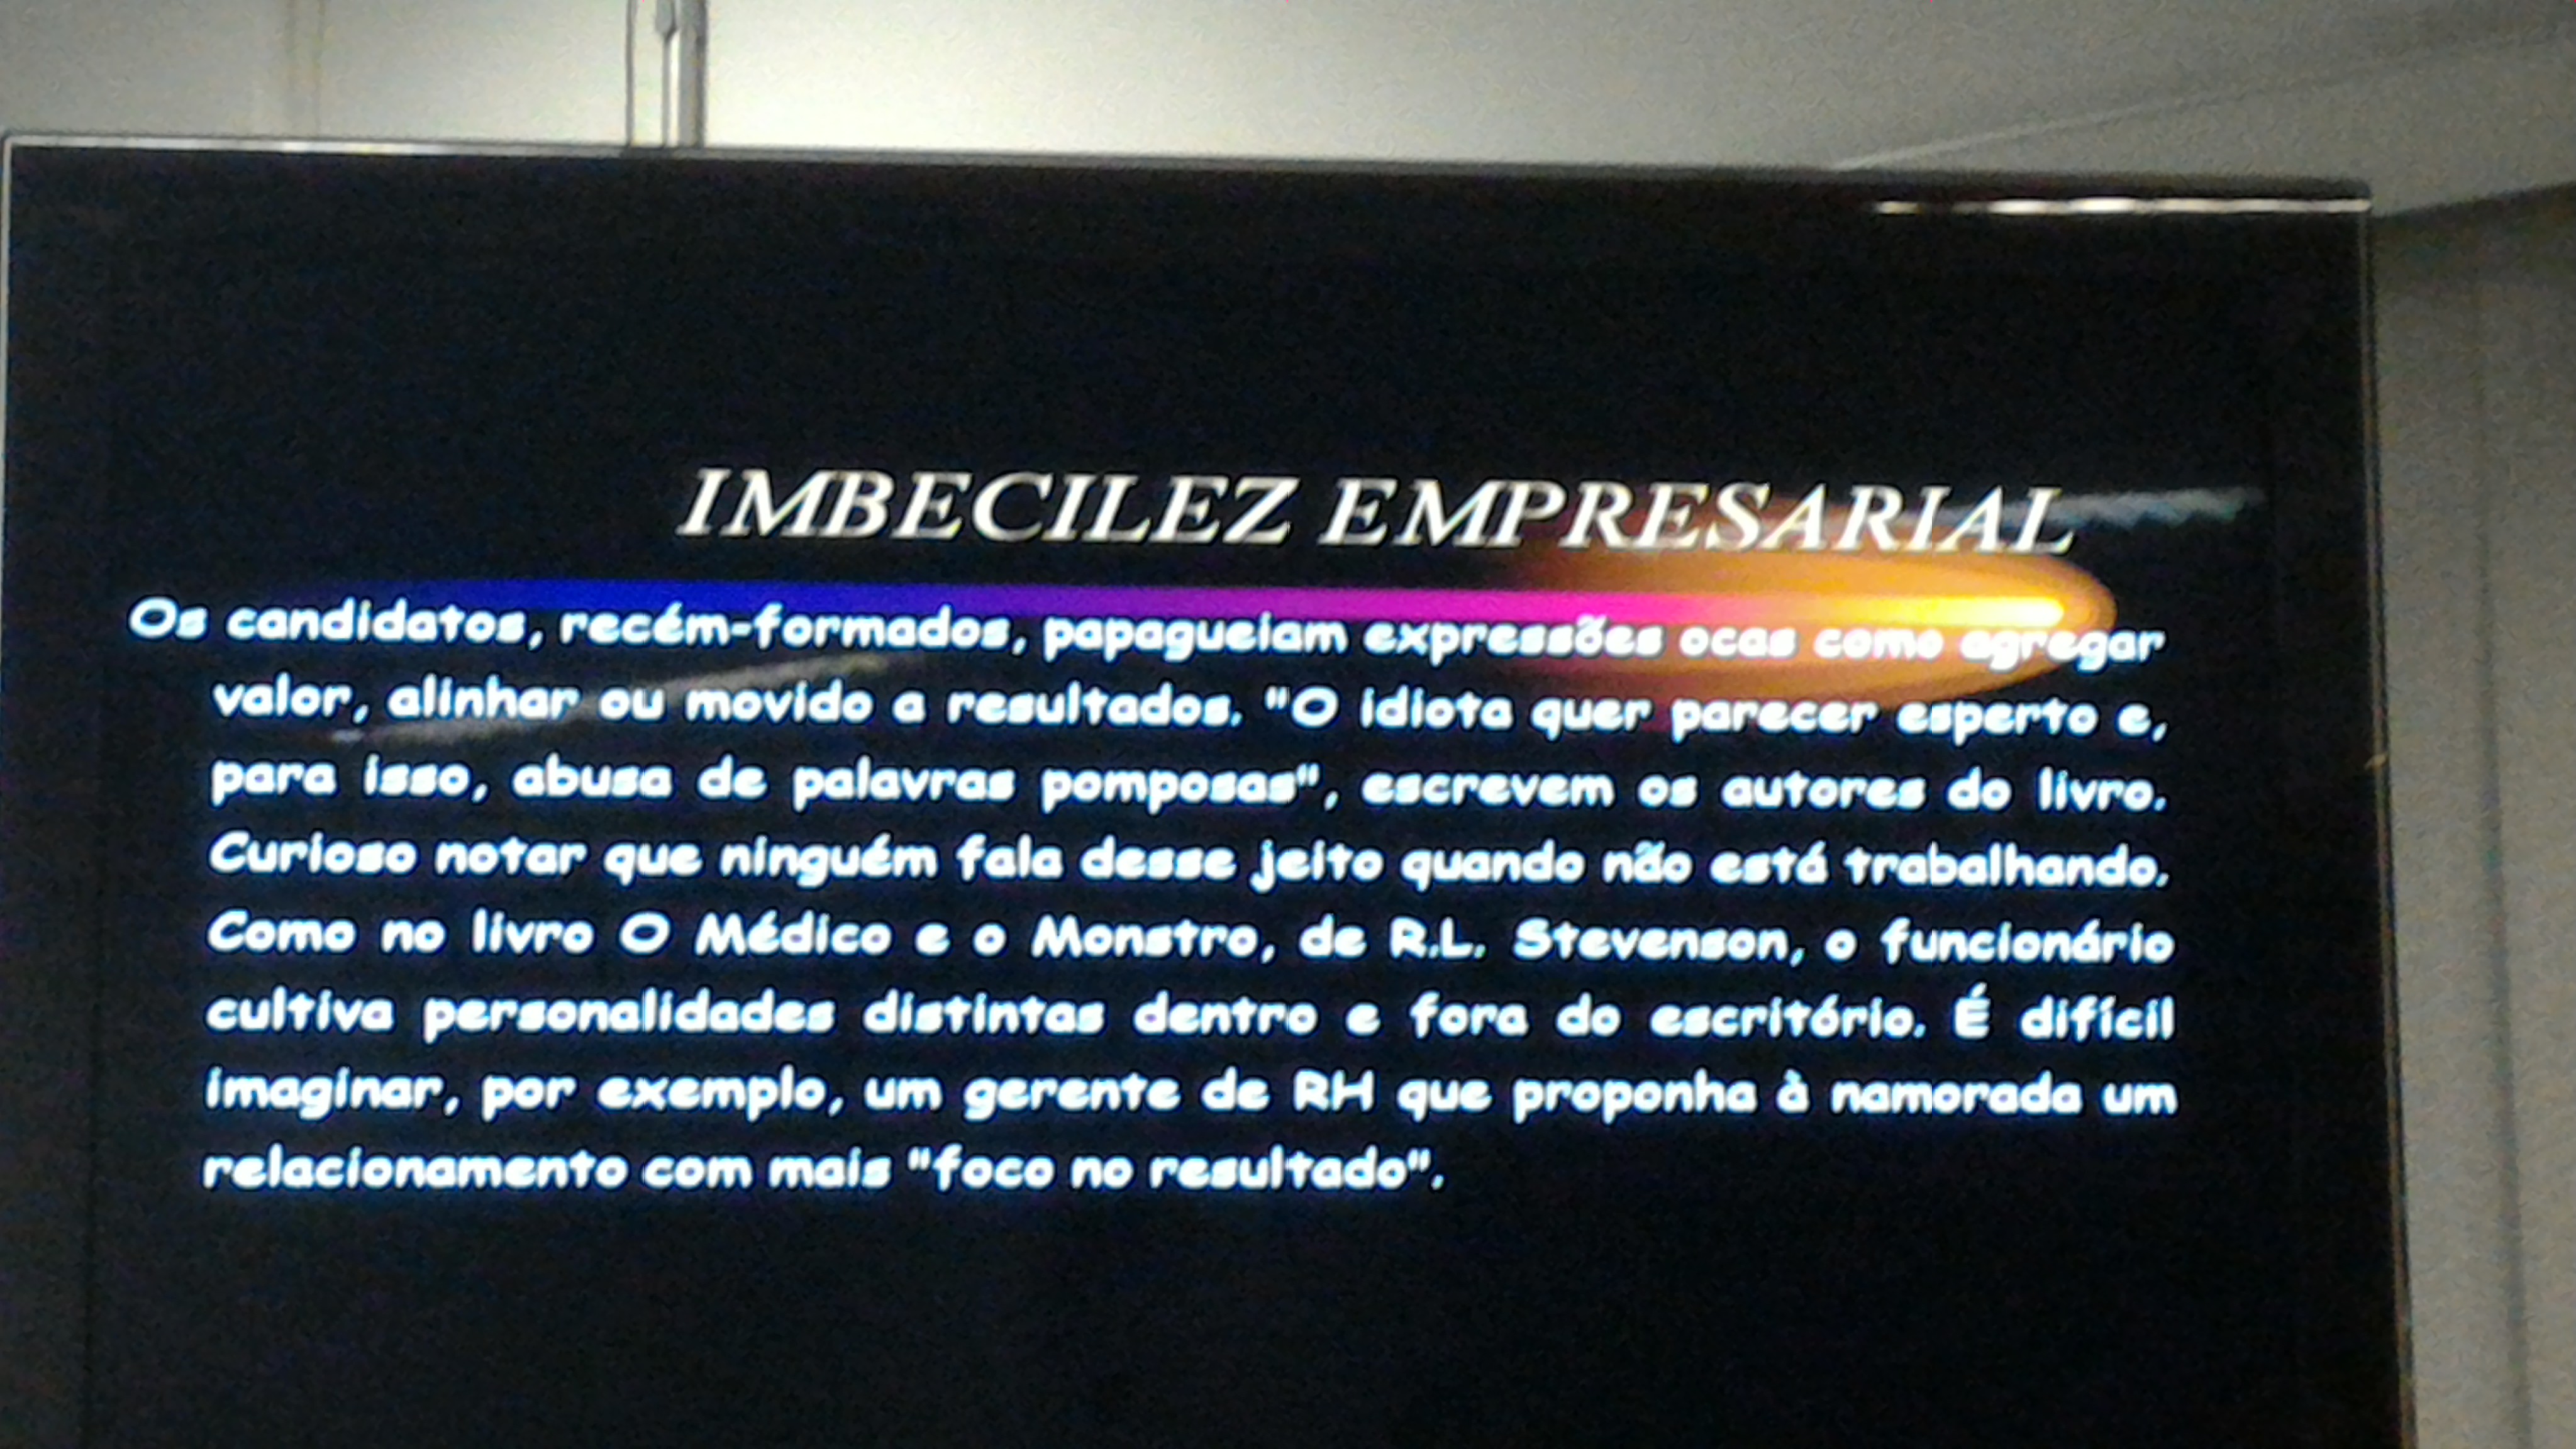 IMBECILEZ EMPRESARIAL
Os candidatos, recém-formados, papagueiam expressões ocas como agregar
valor, alinhar ou movido a resultados. "O idiota quer parecer esperto e,
para isso, abusa de palavras pomposas", escrevem os autores do livro.
Curioso notar que ninguém fala desse jeito quando não está trabalhando.
Como no livro O Médico e o Monstro, de R.L. Stevenson, o funcionário
cultiva personalidades distintas dentro e fora do escritório. É difícil
imaginar, por exemplo, um gerente de RH que proponha à namorada um
relacionamento com mais "foco no resultado".